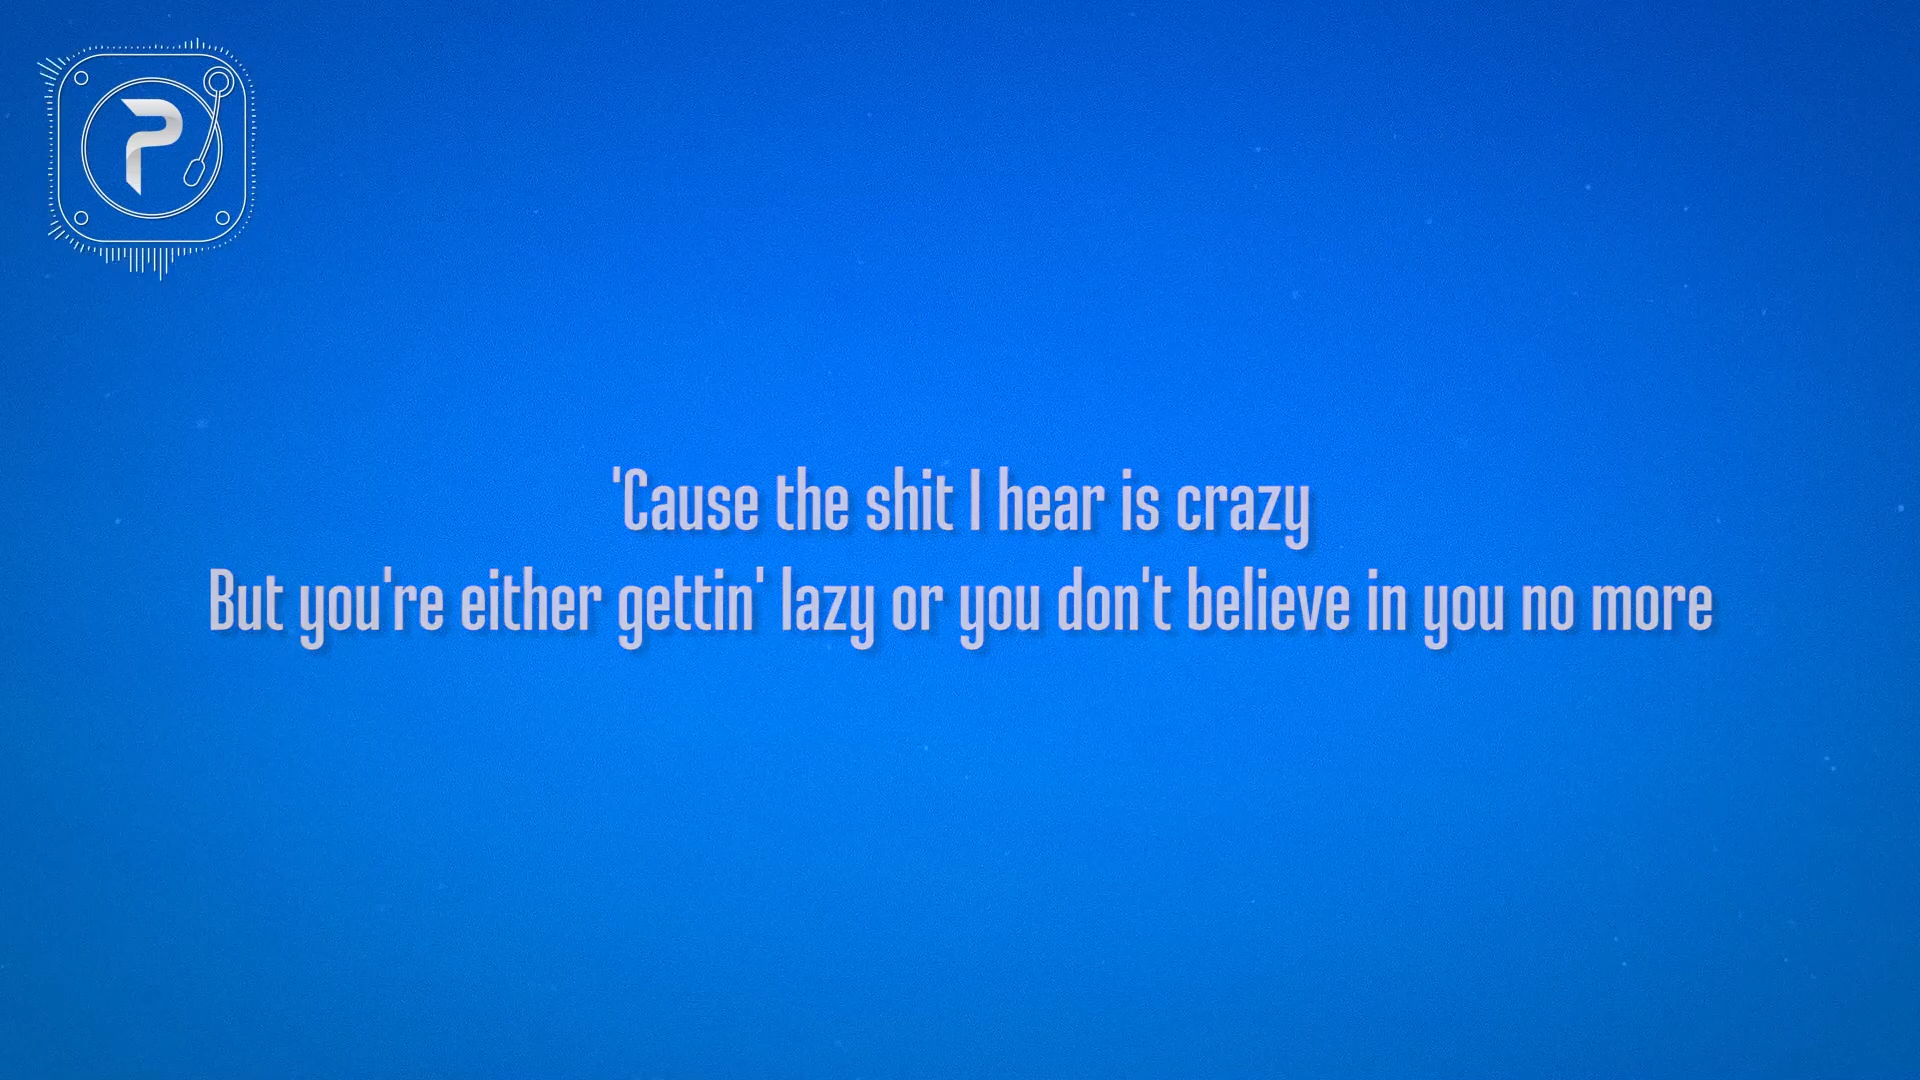 P
'Cause the shit I hear is crazy
But you're either gettin' lazy or you don't believe in you no more